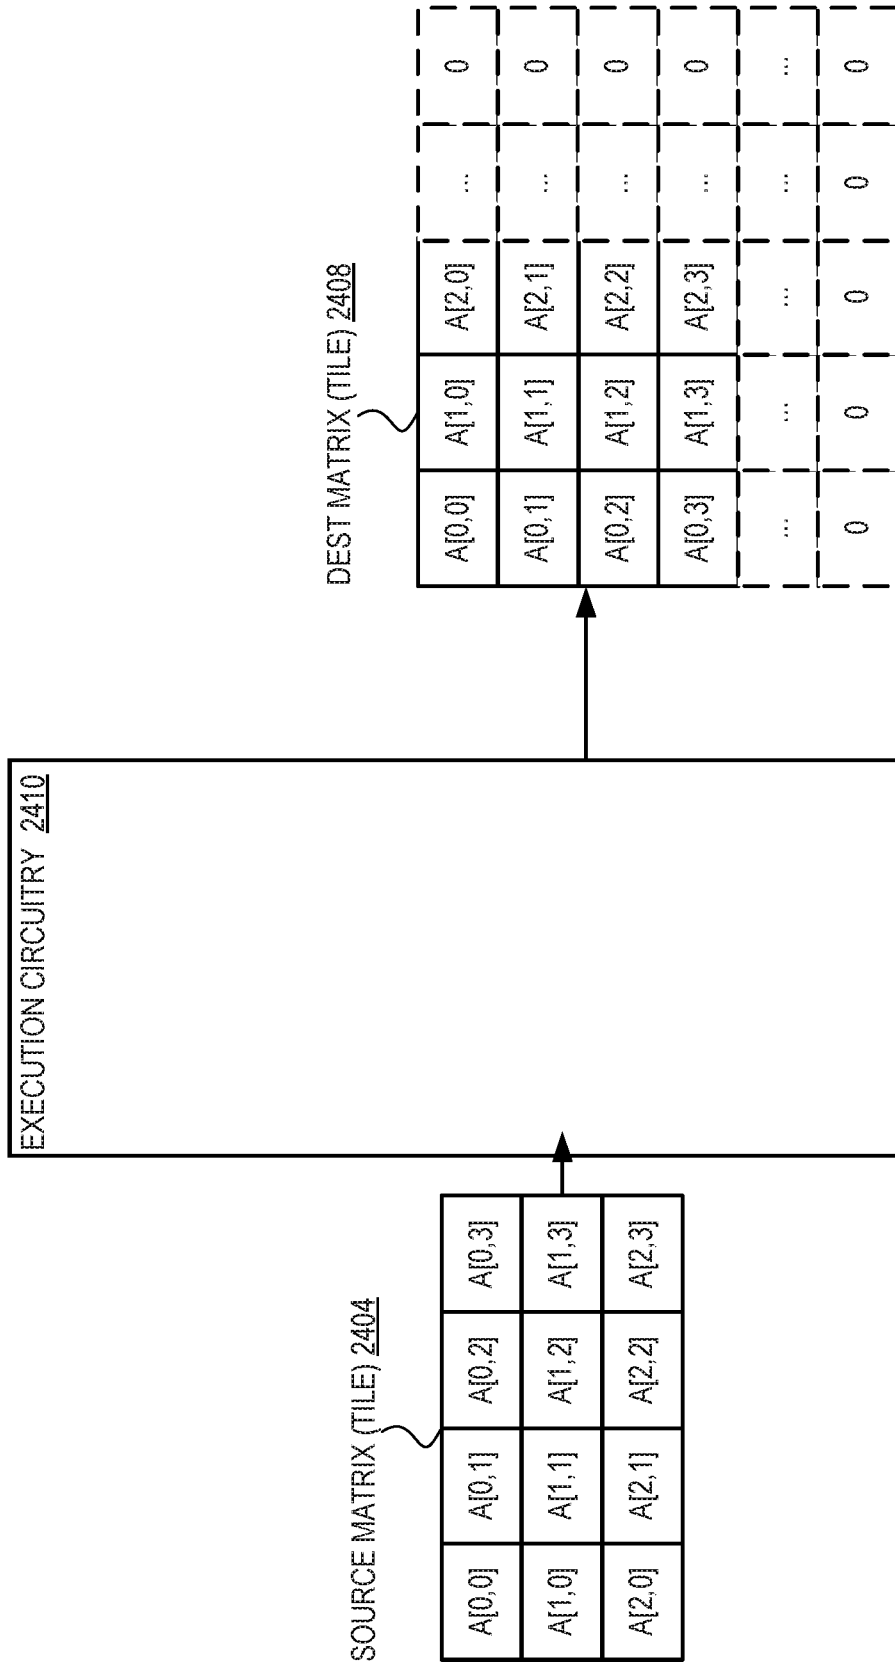 EXECUTION CIRCUITRY 2410
SOURCE MATRIX (TILE) 2404
A[0,0] A[0,1] A[0,2] A[0,3]
A[1,0] A[1,1] A[1,2] A[1,3]
A[2,0] A[2,1] A[2,2] A[2,3]
DEST MATRIX (TILE) 2408
A[0,0] A[1,0] A[2,0] ... 0
A[0,1] A[1,1] A[2,1] ... 0
A[0,2] A[1,2] A[2,2] ... 0
A[0,3] A[1,3] A[2,3] ... 0
... ... ... ... ...
0 0 0 0 0